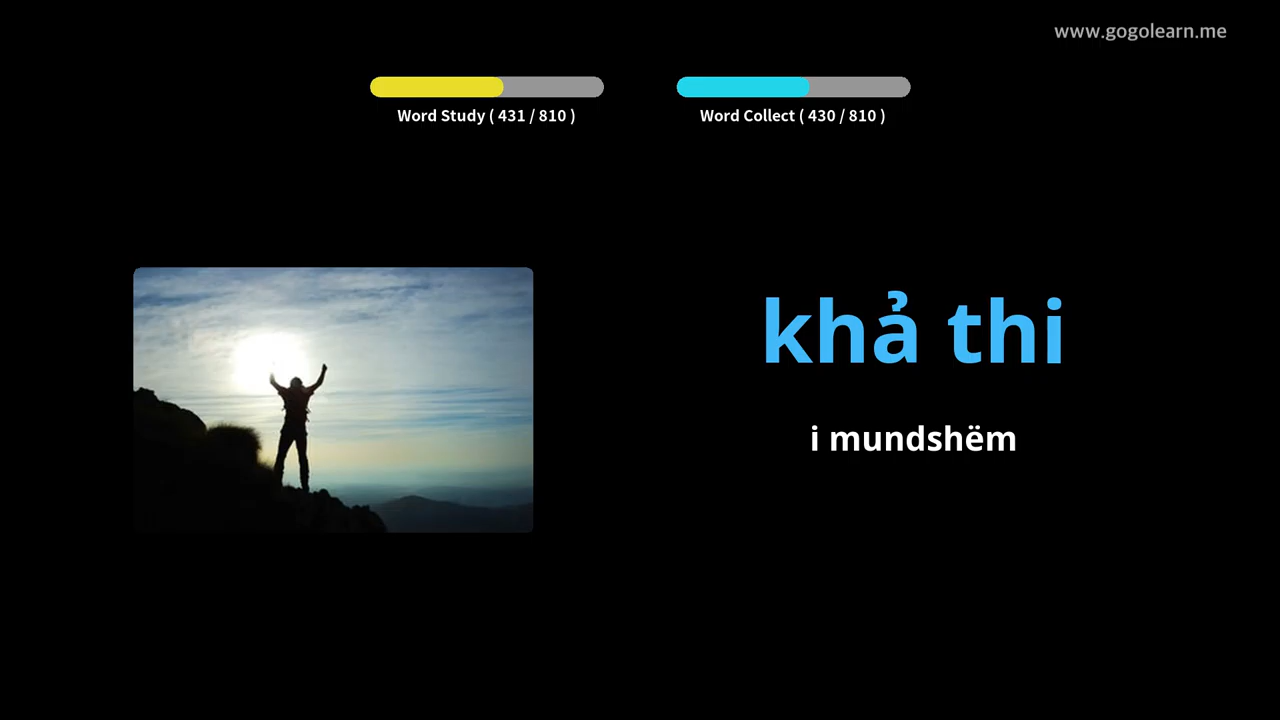 www.gogolearn.me
Word Study ( 431 / 810 )
Word Collect ( 430 / 810 )
khả thi
i mundshëm